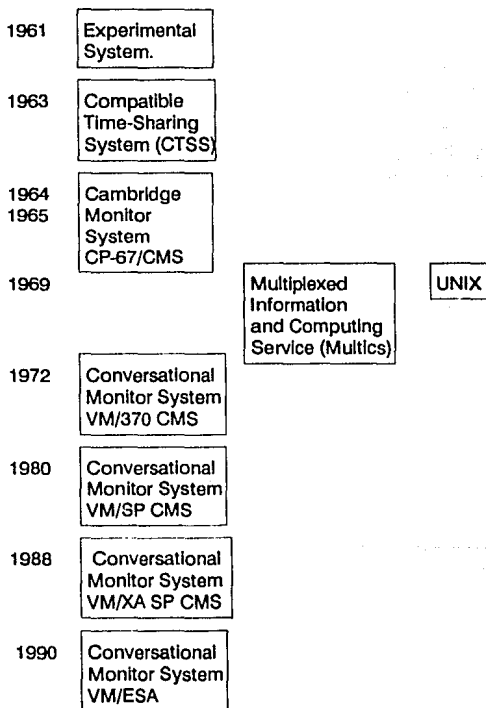 1961 Experimental
System.
1963 Compatible
Time-Sharing
System (CTSS)
1964 Cambridge
1965 Monitor
System
CP-67/CMS
1969 Multiplexed UNIX
Information
and Computing
Service (Multics)
1972 Conversational
Monitor System
VM/370 CMS
1980 Conversational
Monitor System
VM/SP CMS
1988 Conversational
Monitor System
VM/XA SP CMS
1990 Conversational
Monitor System
VM/ESA